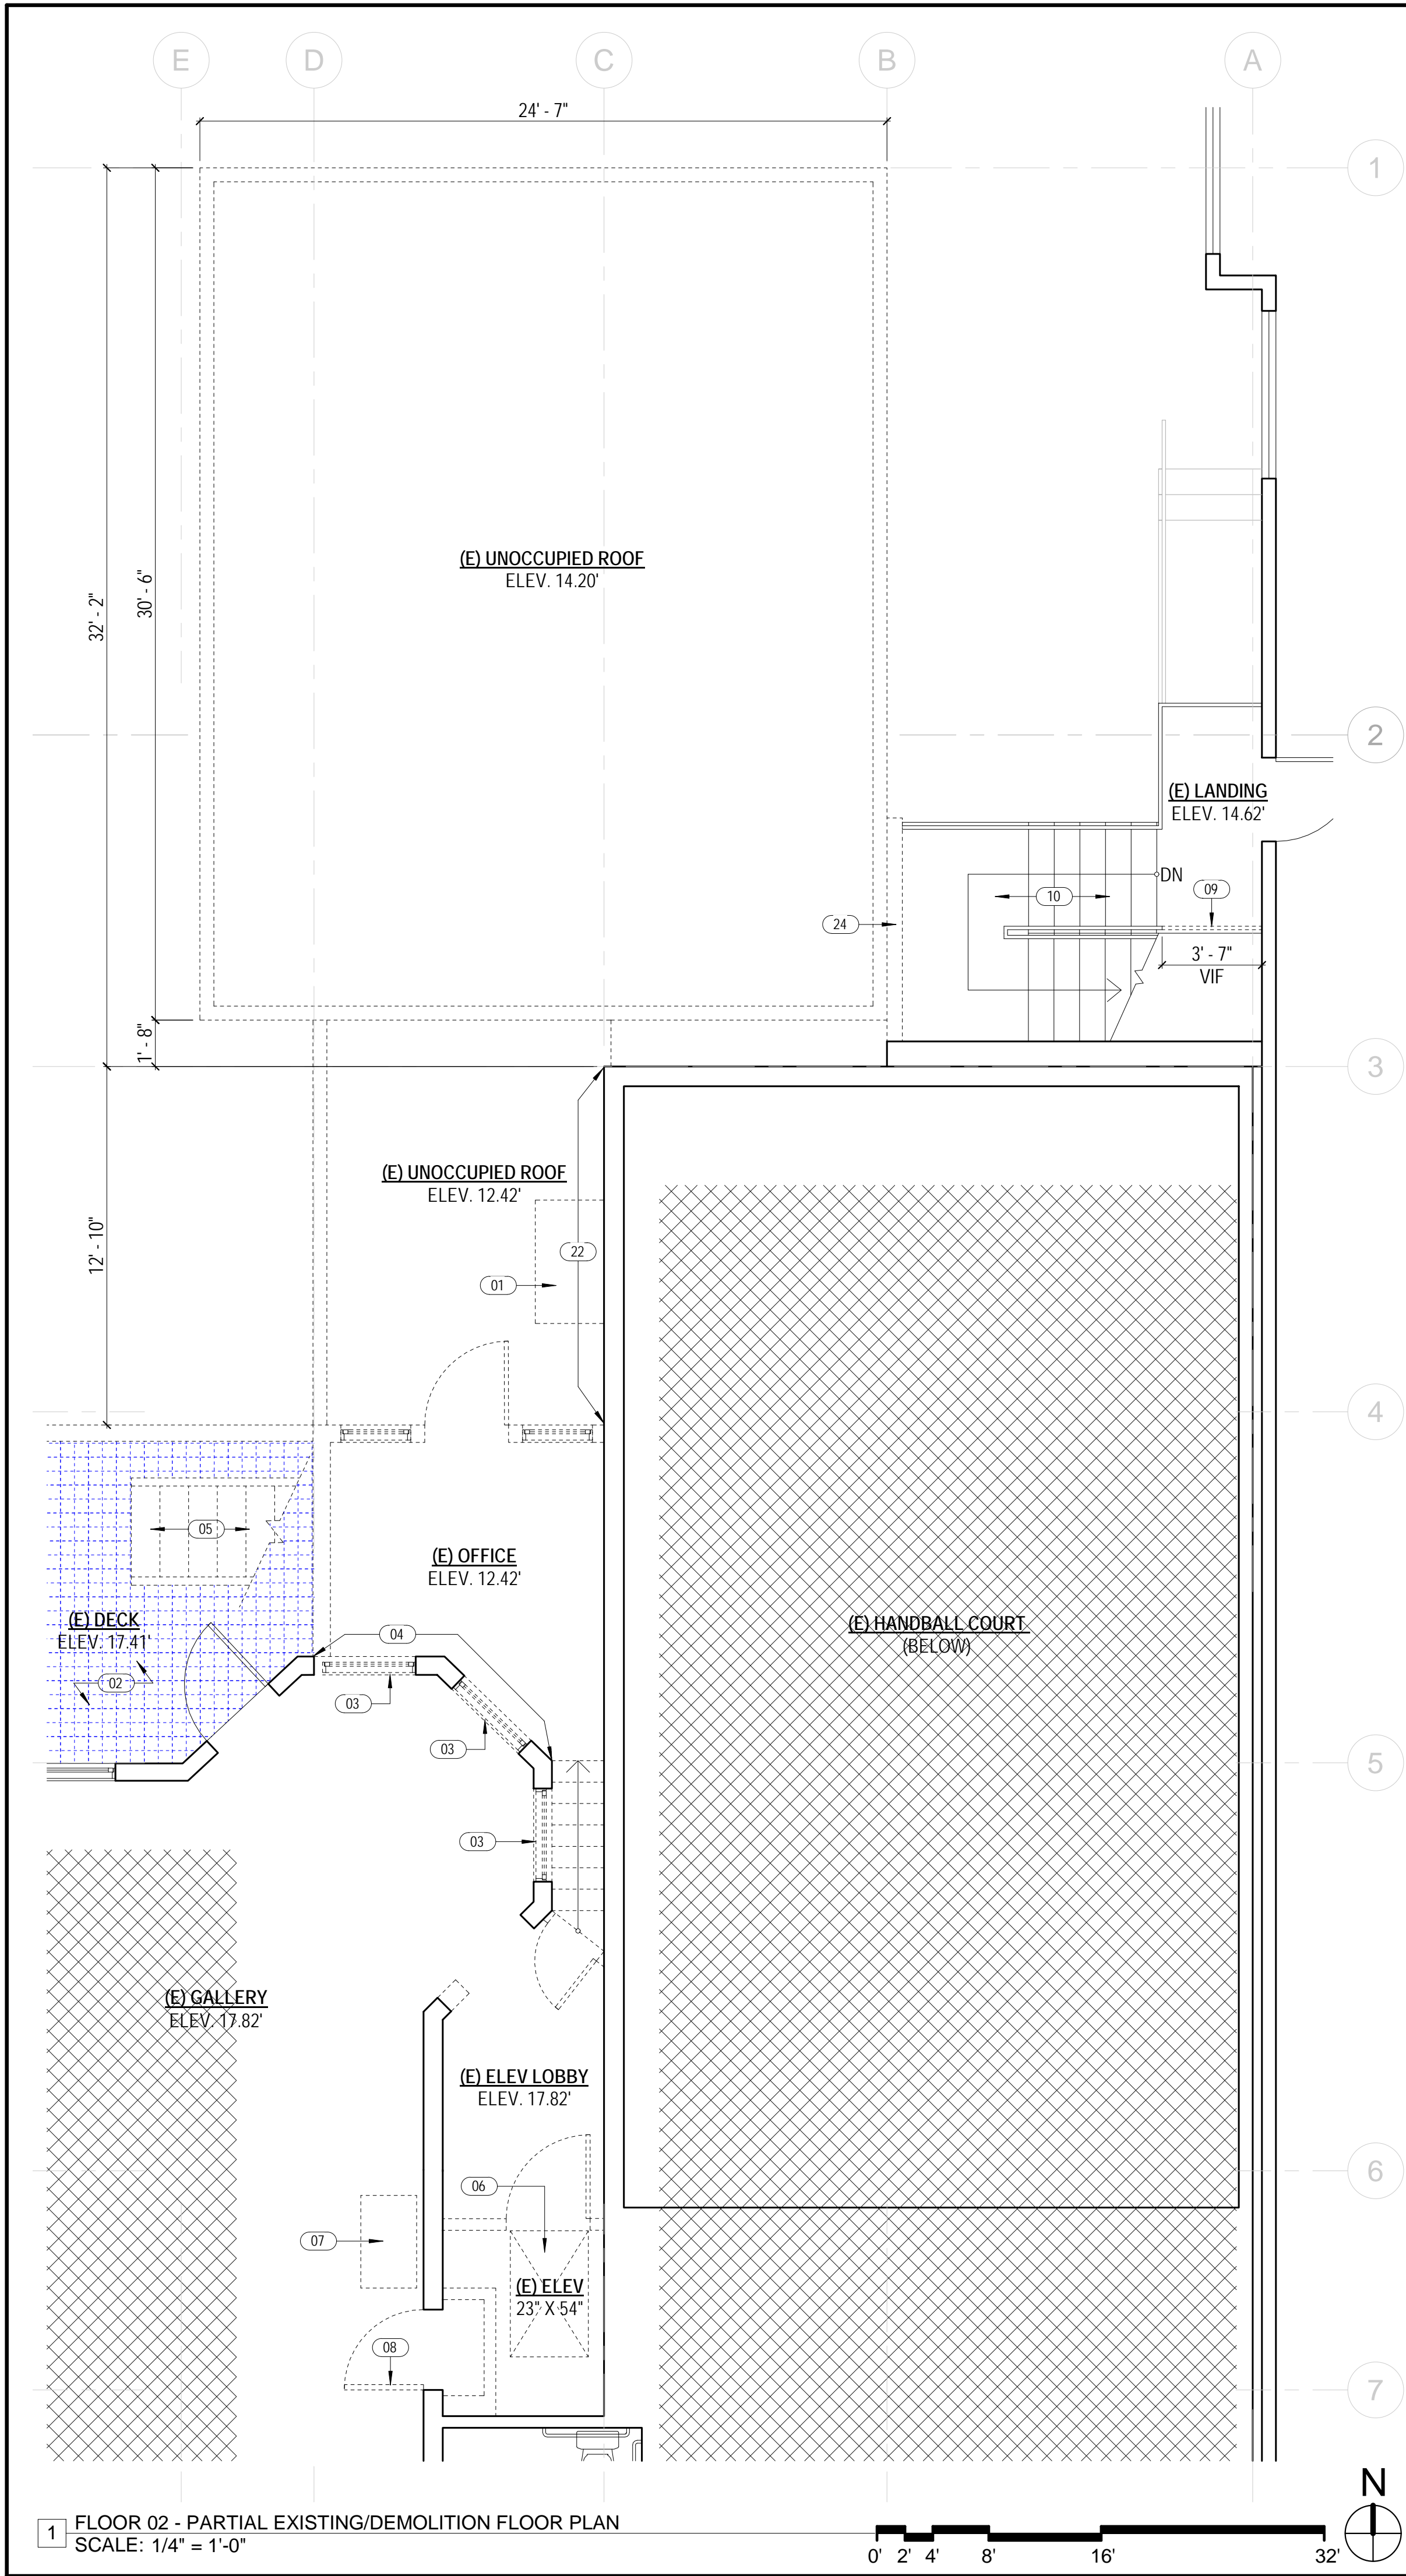 E D C B A
24' - 7"
1
32' - 2"
30' - 6"
(E) UNOCCUPIED ROOF
ELEV. 14.20'
2
(E) LANDING
ELEV. 14.62'
DN
10
09
24
3' - 7"
VIF
1' - 8"
3
(E) UNOCCUPIED ROOF
ELEV. 12.42'
12' - 10"
22
01
4
05
(E) OFFICE
ELEV. 12.42'
(E) DECK
ELEV. 17.41'
04
(E) HANDBALL COURT
(BELOW)
02
03
03
5
03
(E) GALLERY
ELEV. 17.82'
(E) ELEV LOBBY
ELEV. 17.82'
6
06
07
(E) ELEV
23" X 54"
08
7
N
1
FLOOR 02 - PARTIAL EXISTING/DEMOLITION FLOOR PLAN
SCALE: 1/4" = 1'-0"
0' 2' 4' 8' 16' 32'